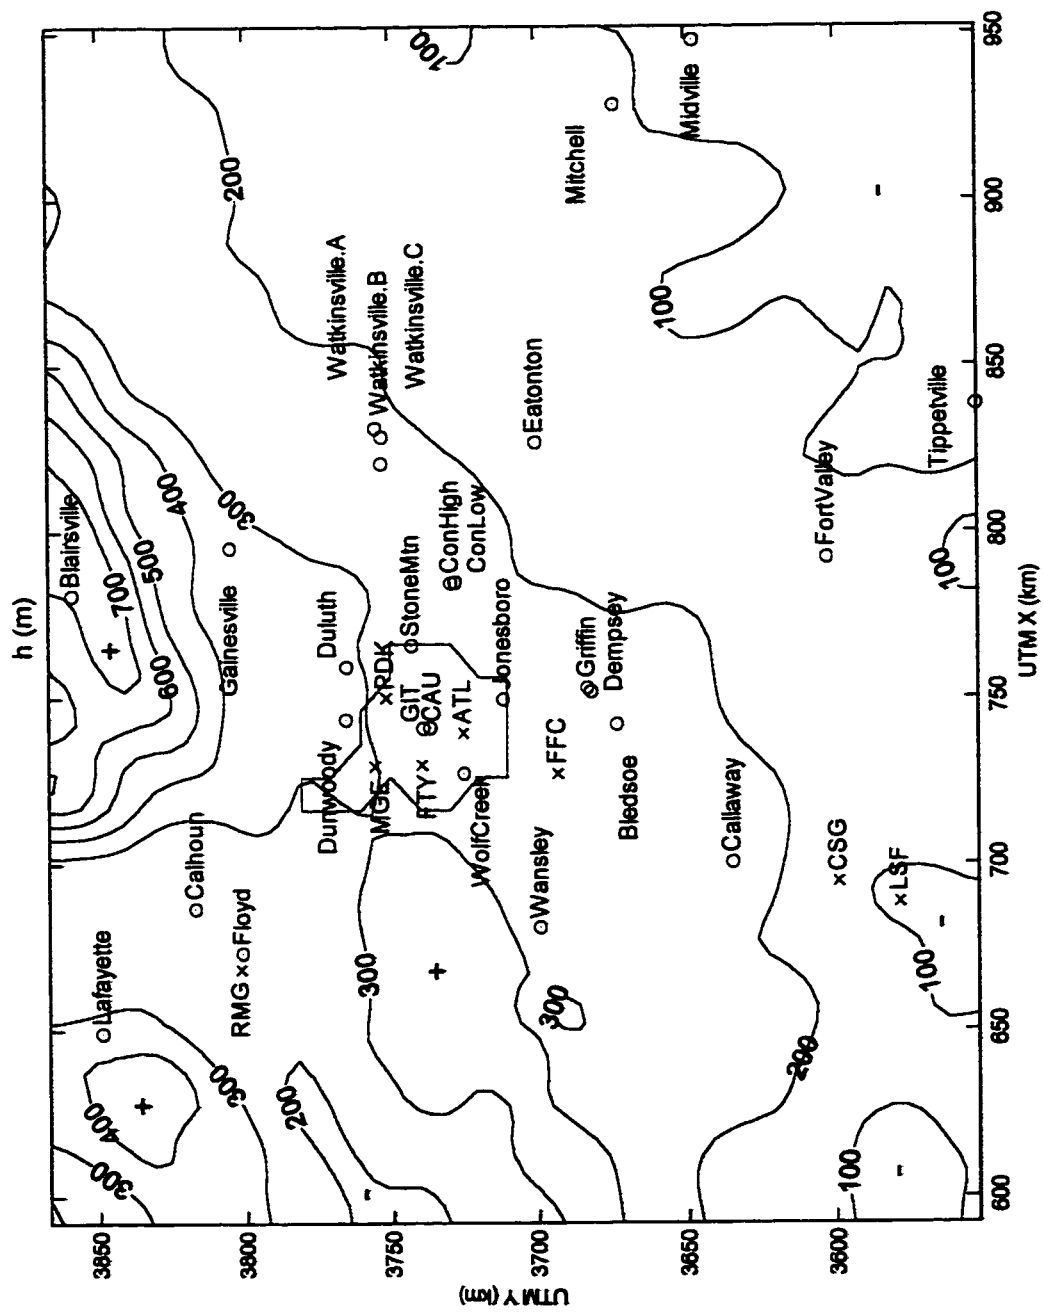 h (m)
Blairsville
700
500
400
600
300
200
100
Lafayette
400
300
300
Calhoun
RMG
Floyd
200
Gainesville
Duluth
Dunwoody
MGE
RDK
StoneMtn
GIT
CAU
FTY
ATL
WolfCreek
Jonesboro
ConHigh
ConLow
Watkinsville.A
Watkinsville.B
Watkinsville.C
300
300
Wansley
FFC
Griffin
Dempsey
Bledsoe
Eatonton
Mitchell
Midville
100
200
Callaway
CSG
LSF
100
100
100
FortValley
Tippetville
3850
3800
3750
3700
3650
3600
UTM Y (km)
600
650
700
750
800
850
900
950
UTM X (km)